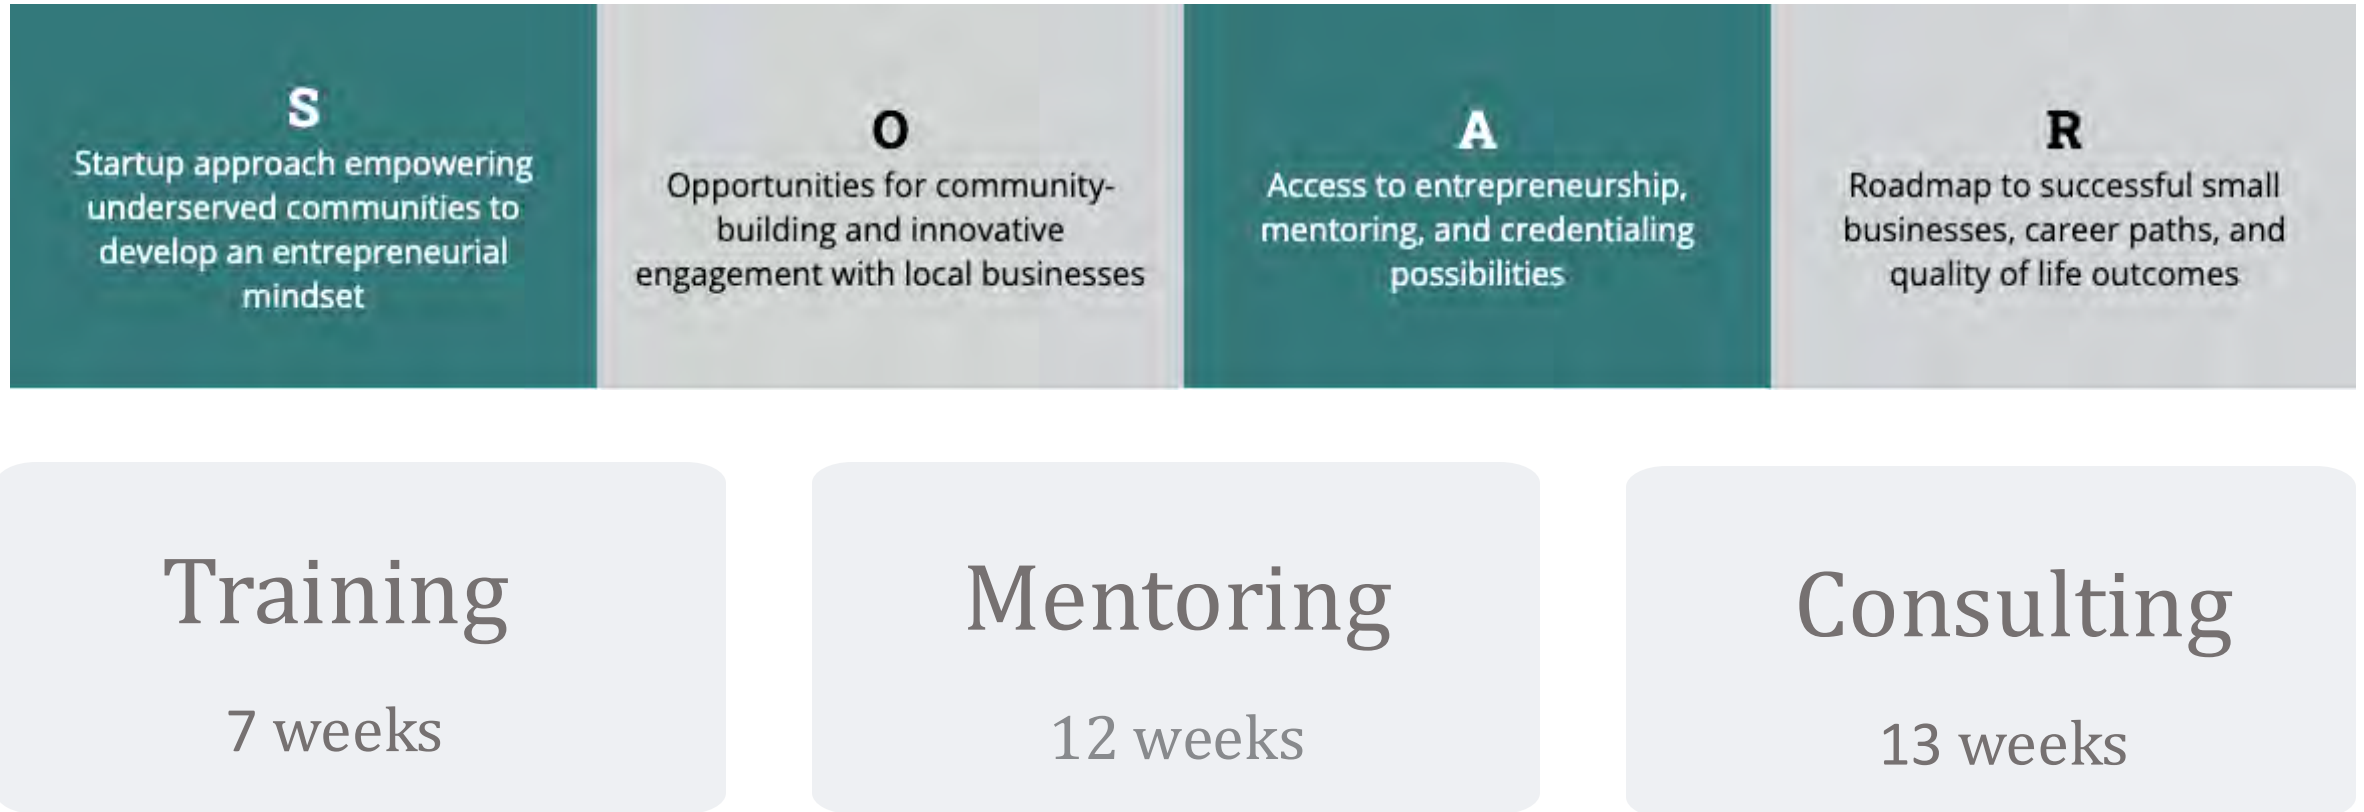 S
Startup approach empowering
underserved communities to
develop an entrepreneurial
mindset
O
Opportunities for community-
building and innovative
engagement with local businesses
A
Access to entrepreneurship,
mentoring, and credentialing
possibilities
R
Roadmap to successful small
businesses, career paths, and
quality of life outcomes
Training
7 weeks
Mentoring
12 weeks
Consulting
13 weeks